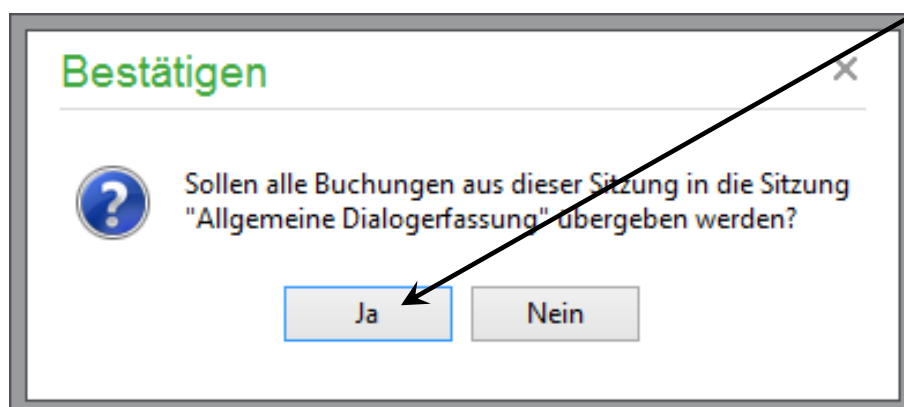 Bestätigen
Sollen alle Buchungen aus dieser Sitzung in die Sitzung
"Allgemeine Dialogerfassung" übergeben werden?
Ja
Nein